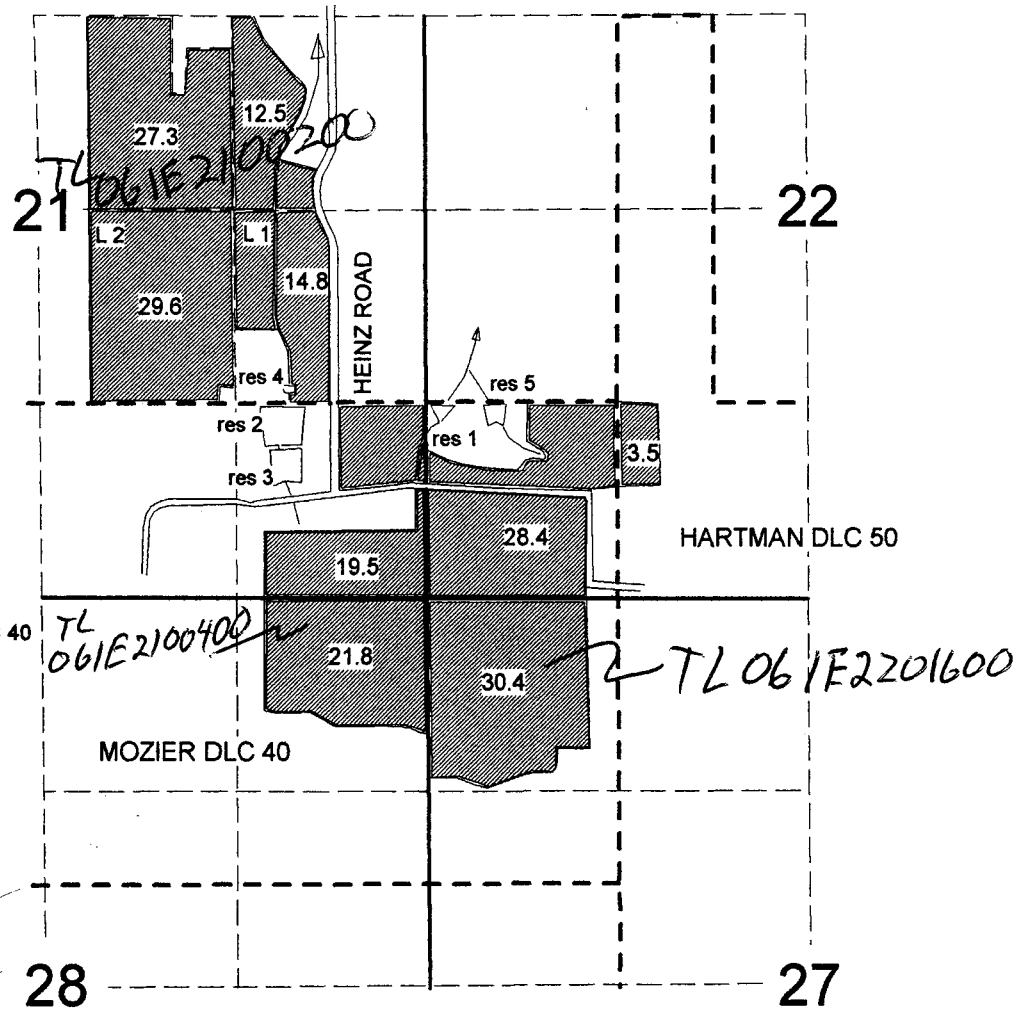 12.5
27.3
TL 061E2100200
21
22
L 2
L 1
14.8
29.6
HEINZ ROAD
res 4
res 5
res 2
res 1
res 3
3.5
28.4
HARTMAN DLC 50
19.5
40
TL
061E2100400
21.8
30.4
TL 061E2201600
MOZIER DLC 40
28
27